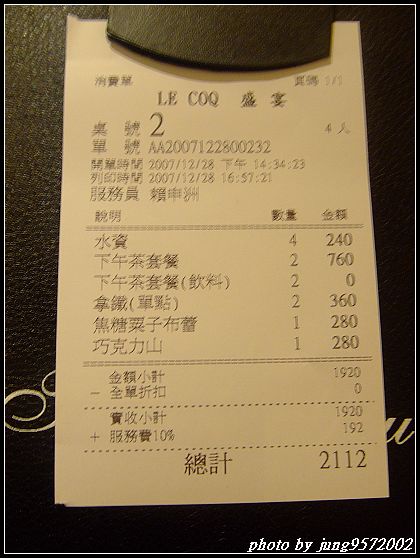 消費單 頁碼 1/1
LE COQ 盛宴
桌號 2 4 人
單號 AA2007122800232
開單時間 2007/12/28 下午 14:34:23
列印時間 2007/12/28 16:57:21
服務員 賴申洲
說明 數量 金額
水資 4 240
下午茶套餐 2 760
下午茶套餐(飲料) 2 0
拿鐵(單點) 2 360
焦糖栗子布蕾 1 280
巧克力山 1 280
金額小計 1920
- 全單折扣 0
實收小計 1920
+ 服務費10% 192
總計 2112
photo by jung9572002